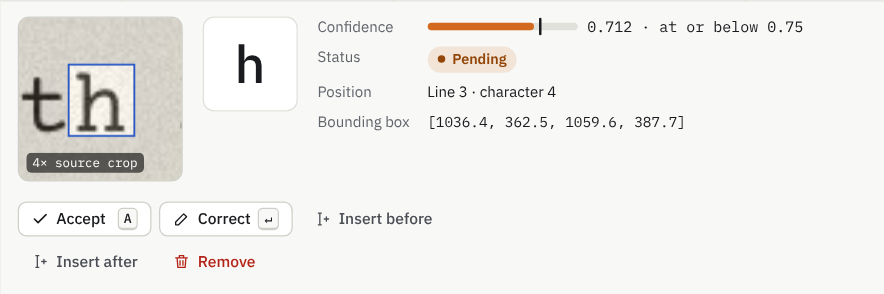 th
4× source crop
h
Confidence 0.712 · at or below 0.75
Status Pending
Position Line 3 · character 4
Bounding box [1036.4, 362.5, 1059.6, 387.7]
Accept A Correct ↵ Insert before
Insert after Remove